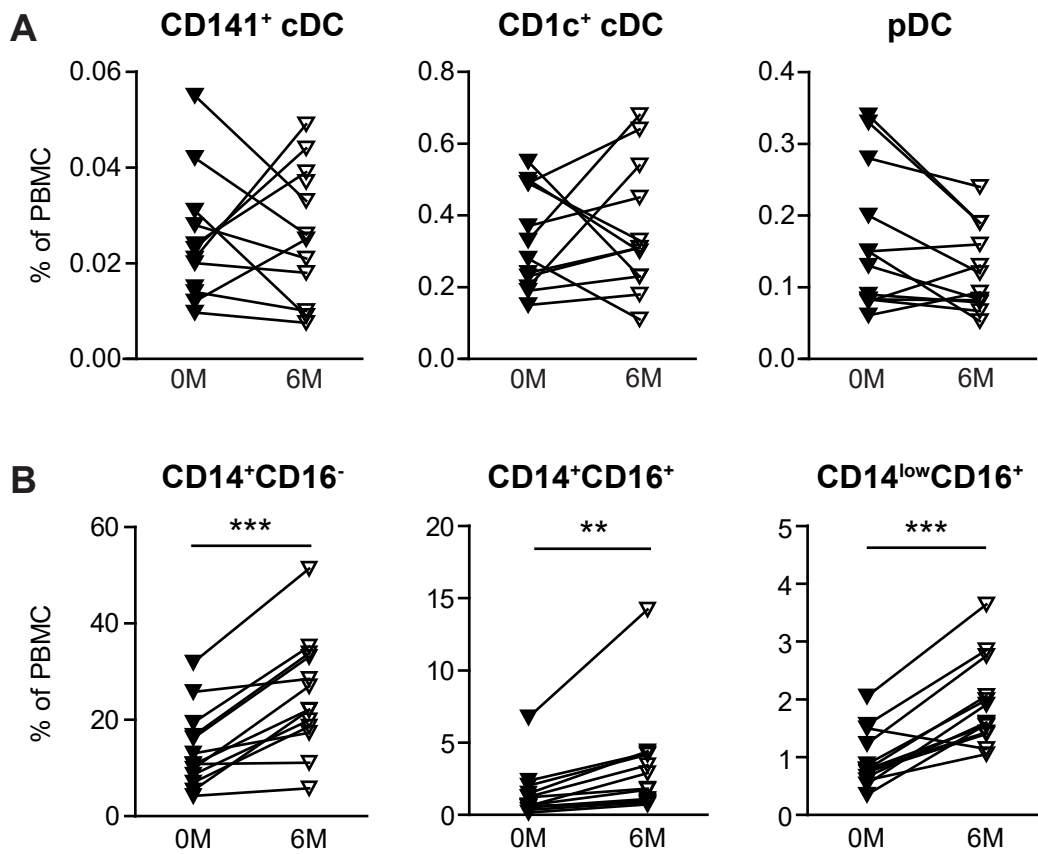 A
CD141⁺ cDC
CD1c⁺ cDC
pDC
% of PBMC
0.06
0.04
0.02
0.00
0M
6M
0.8
0.6
0.4
0.2
0.0
0M
6M
0.4
0.3
0.2
0.1
0.0
0M
6M
B
CD14⁺CD16⁻
CD14⁺CD16⁺
CD14ˡᵒʷCD16⁺
% of PBMC
60
40
20
0
***
0M
6M
20
15
10
5
0
**
0M
6M
5
4
3
2
1
0
***
0M
6M